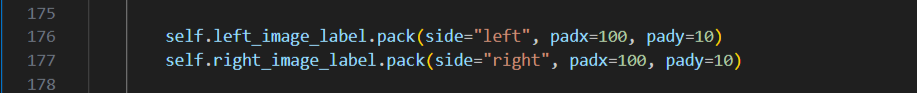 175
176 self.left_image_label.pack(side="left", padx=100, pady=10)
177 self.right_image_label.pack(side="right", padx=100, pady=10)
178